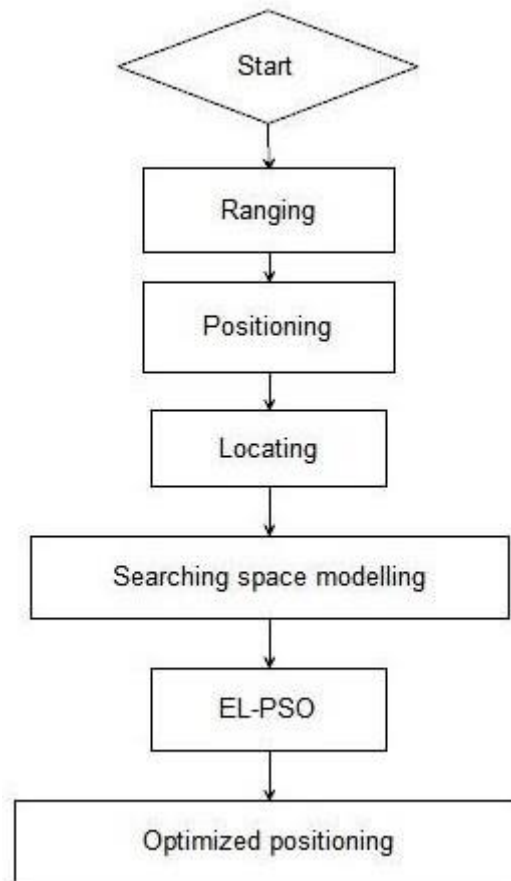 Start
Ranging
Positioning
Locating
Searching space modelling
EL-PSO
Optimized positioning